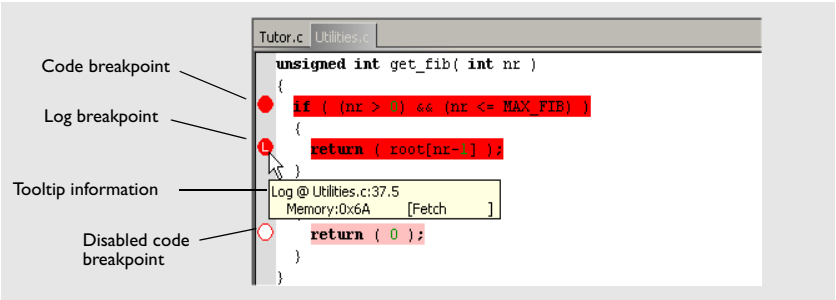 Tutor.c Utilities.c
unsigned int get_fib( int nr )
{
Code breakpoint
if ( (nr > 0) && (nr <= MAX_FIB) )
{
Log breakpoint
L return ( root[nr-1] );
}
Tooltip information
Log @ Utilities.c:37.5
Memory:0x6A [Fetch ]
Disabled code
breakpoint
return ( 0 );
}
}